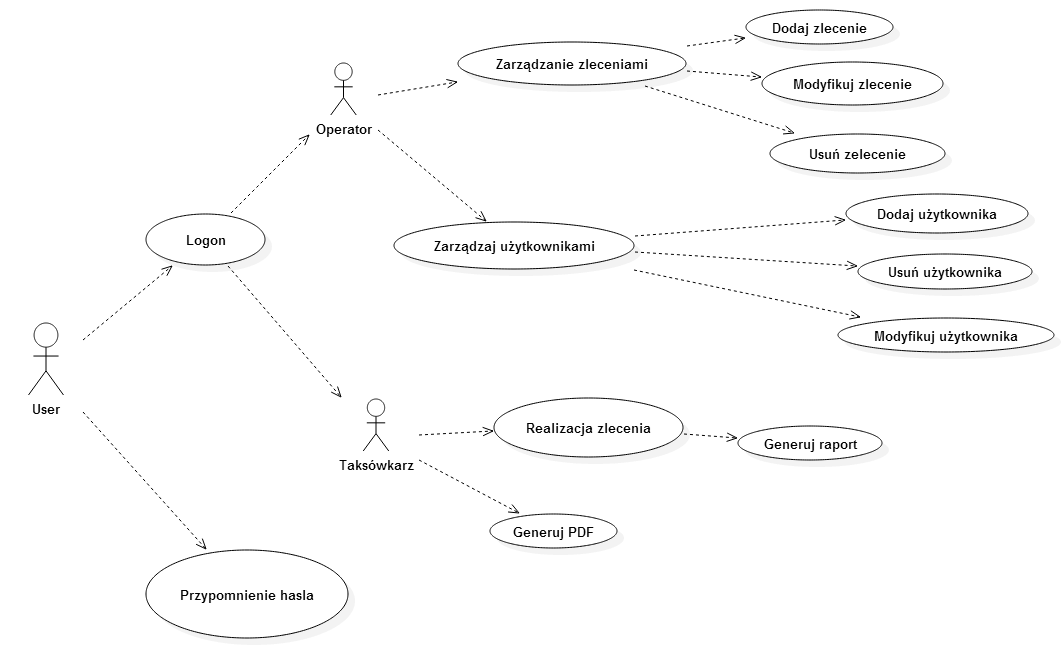 Dodaj zlecenie
Zarządzanie zleceniami
Modyfikuj zlecenie
Operator
Usuń zelecenie
Dodaj użytkownika
Logon
Zarządzaj użytkownikami
Usuń użytkownika
Modyfikuj użytkownika
User
Realizacja zlecenia
Generuj raport
Taksówkarz
Generuj PDF
Przypomnienie hasla